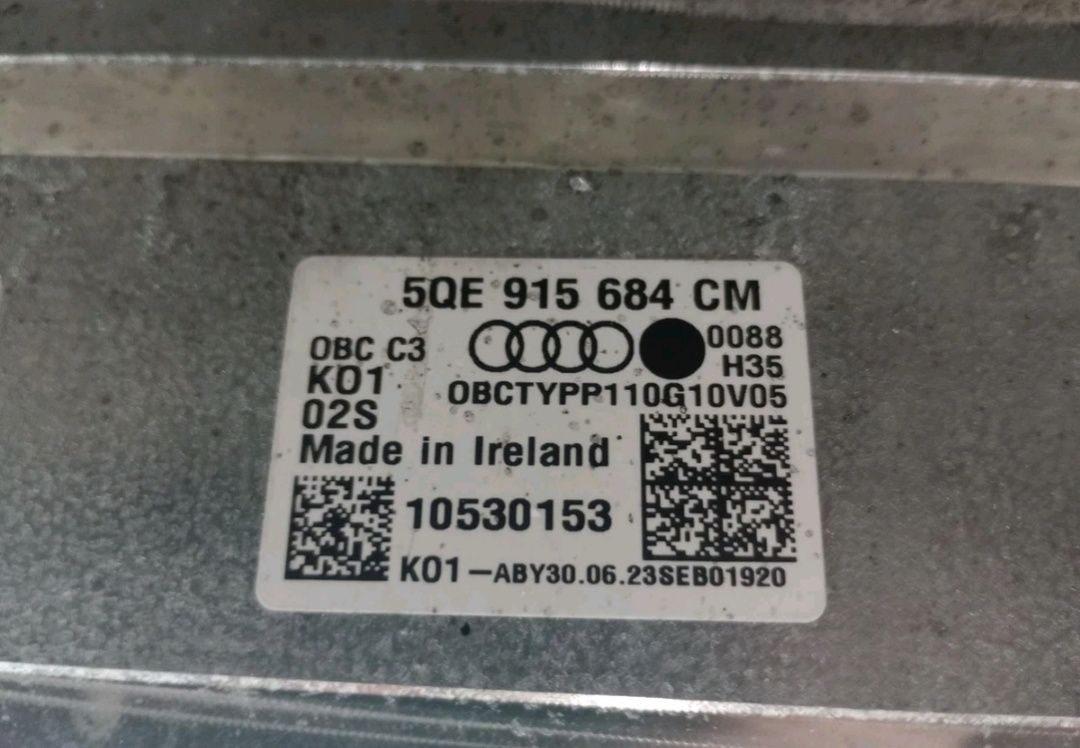 5QE 915 684 CM
OBC C3
0088
K01
H35
OBCTYPP110G10V05
02S
Made in Ireland
10530153
K01-ABY30.06.23SEB01920